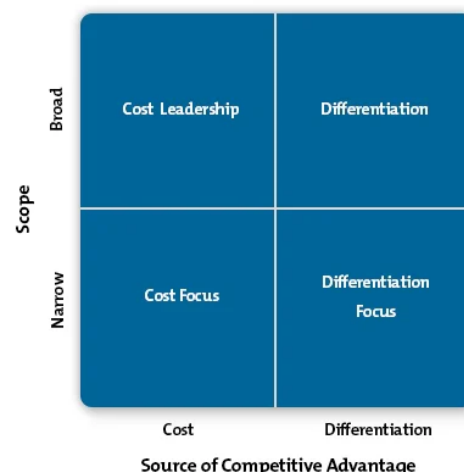 Broad
Cost Leadership
Differentiation
Scope
Narrow
Cost Focus
Differentiation
Focus
Cost
Differentiation
Source of Competitive Advantage